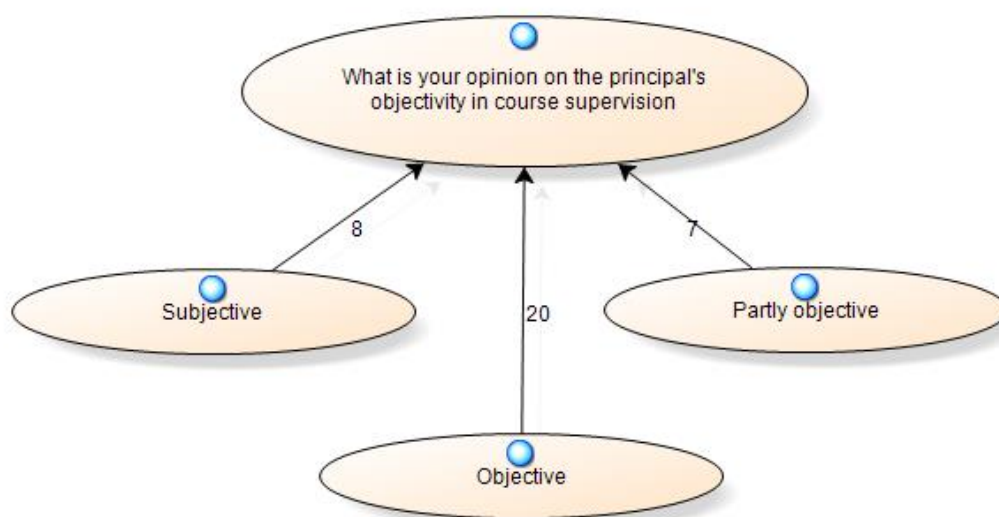 What is your opinion on the principal's
objectivity in course supervision
8
7
Subjective
Partly objective
20
Objective